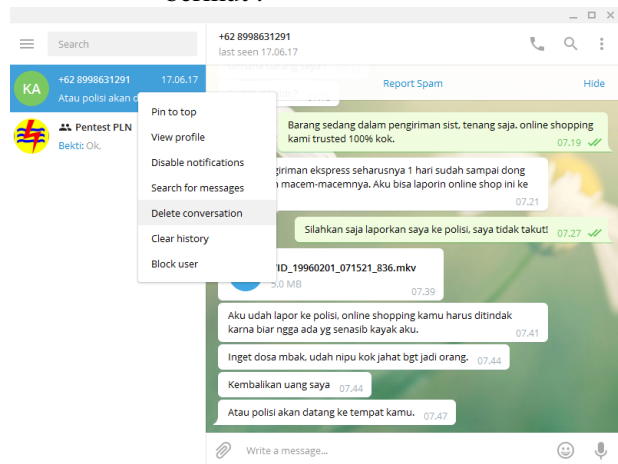 Search
+62 8998631291
last seen 17.06.17
KA
+62 8998631291 17.06.17
Atau polisi akan d
Pentest PLN
Bekti: Ok.
Pin to top
View profile
Disable notifications
Search for messages
Delete conversation
Clear history
Block user
Report Spam Hide
Barang sedang dalam pengiriman sist, tenang saja. online shopping
kami trusted 100% kok.
07.19
giriman ekspress seharusnya 1 hari sudah sampai dong
macem-macemnya. Aku bisa laporin online shop ini ke
07.21
Silahkan saja laporkan saya ke polisi, saya tidak takut! 07.27
ID_19960201_071521_836.mkv
5.0 MB
07.39
Aku udah lapor ke polisi, online shopping kamu harus ditindak
karna biar ngga ada yg senasib kayak aku.
07.41
Inget dosa mbak, udah nipu kok jahat bgt jadi orang. 07.44
Kembalikan uang saya 07.44
Atau polisi akan datang ke tempat kamu. 07.47
Write a message...